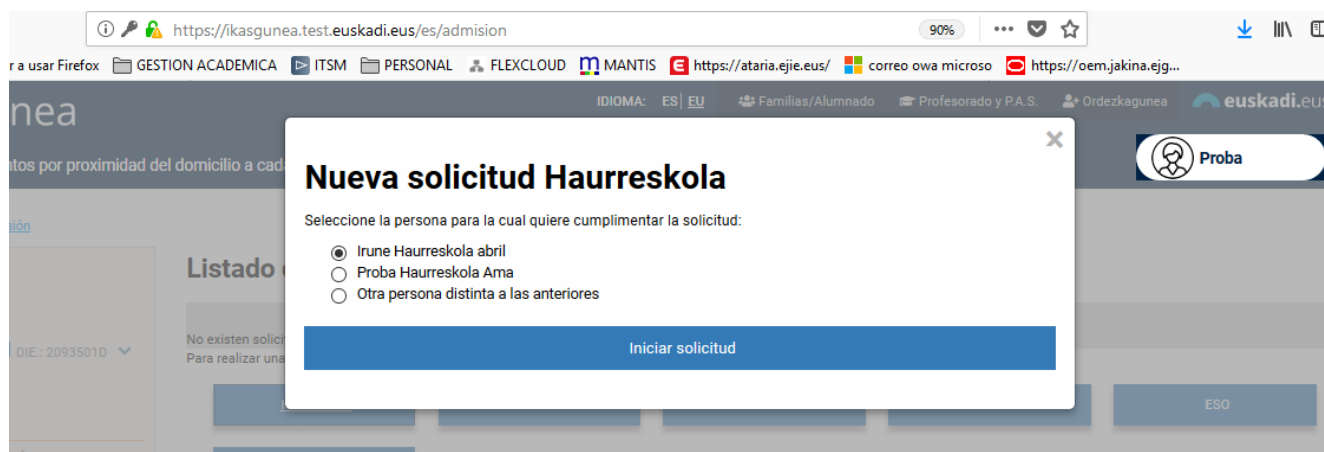 https://ikasgunea.test.euskadi.eus/es/admision 90%
r a usar Firefox GESTION ACADEMICA ITSM PERSONAL FLEXCLOUD MANTIS https://ataria.ejie.eus/ correo owa microso https://oem.jakina.ejg...
nea
IDIOMA: ES| EU Familias/Alumnado Profesorado y P.A.S. Ordezkagunea euskadi.eus
ntos por proximidad del domicilio a cad
Proba
Nueva solicitud Haurreskola
×
Seleccione la persona para la cual quiere cumplimentar la solicitud:
Irune Haurreskola abril
Proba Haurreskola Ama
Otra persona distinta a las anteriores
Iniciar solicitud
sión
Listado
No existen solici
DIE.: 2093501D
Para realizar una
ESO